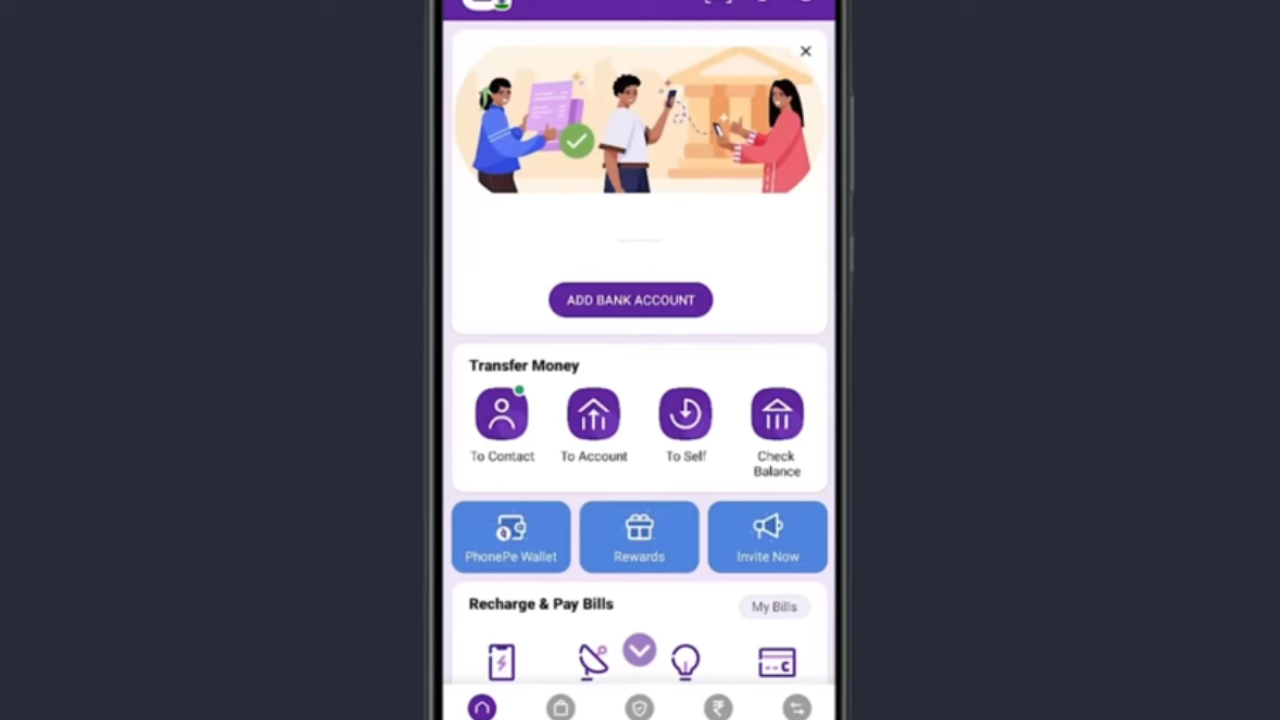 ADD BANK ACCOUNT
Transfer Money
To Contact
To Account
To Self
Check
Balance
PhonePe Wallet
Rewards
Invite Now
Recharge & Pay Bills
My Bills